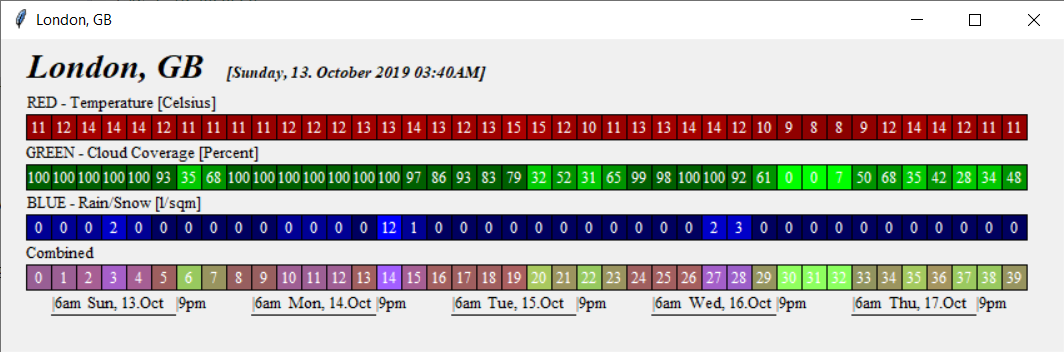 London, GB
London, GB [Sunday, 13. October 2019 03:40AM]
RED - Temperature [Celsius]
11 12 14 14 14 12 11 11 11 11 12 12 12 13 13 14 13 12 13 15 15 12 10 11 13 13 14 14 12 10 9 8 8 9 12 14 14 12 11 11
GREEN - Cloud Coverage [Percent]
100 100 100 100 100 93 35 68 100 100 100 100 100 100 100 97 86 93 83 79 32 52 31 65 99 98 100 100 92 61 0 0 7 50 68 35 42 28 34 48
BLUE - Rain/Snow [l/sqm]
0 0 0 2 0 0 0 0 0 0 0 0 0 0 12 1 0 0 0 0 0 0 0 0 0 0 0 2 3 0 0 0 0 0 0 0 0 0 0 0
Combined
0 1 2 3 4 5 6 7 8 9 10 11 12 13 14 15 16 17 18 19 20 21 22 23 24 25 26 27 28 29 30 31 32 33 34 35 36 37 38 39
|6am Sun, 13.Oct |9pm |6am Mon, 14.Oct |9pm |6am Tue, 15.Oct |9pm |6am Wed, 16.Oct |9pm |6am Thu, 17.Oct |9pm